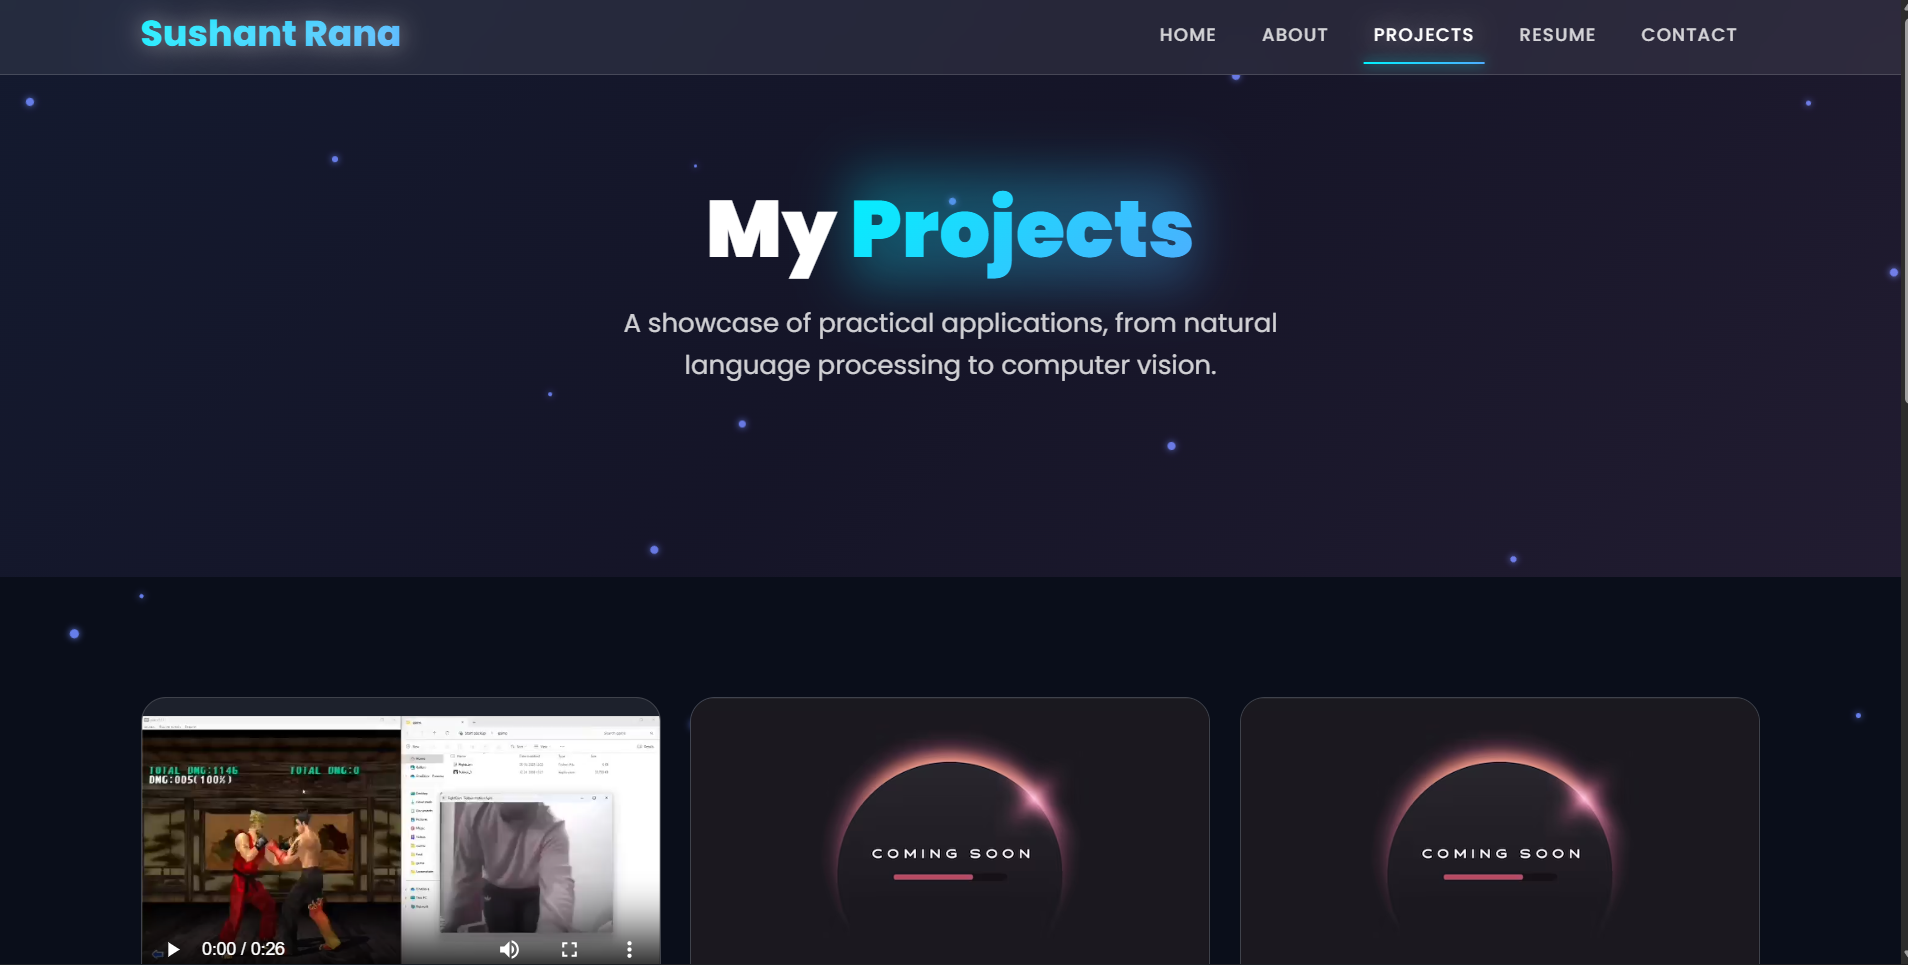 Sushant Rana
HOME
ABOUT
PROJECTS
RESUME
CONTACT
My Projects
A showcase of practical applications, from natural
language processing to computer vision.
TOTAL DMG:1146
TOTAL DMG:0
DMG:005(100%)
COMING SOON
COMING SOON
0:00 / 0:26